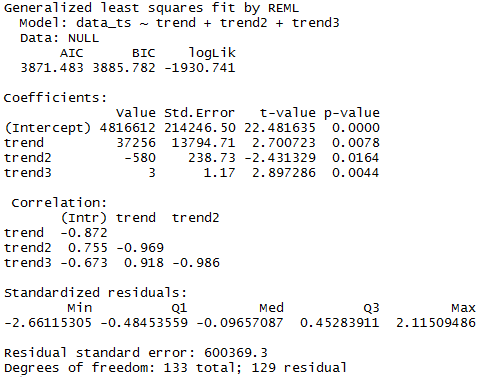 Generalized least squares fit by REML
  Model: data_ts ~ trend + trend2 + trend3
  Data: NULL
       AIC      BIC    logLik
  3871.483 3885.782 -1930.741

Coefficients:
              Value Std.Error   t-value p-value
(Intercept) 4816612 214246.50 22.481635  0.0000
trend         37256  13794.71  2.700723  0.0078
trend2         -580    238.73 -2.431329  0.0164
trend3            3      1.17  2.897286  0.0044

 Correlation:
       (Intr) trend  trend2
trend  -0.872
trend2  0.755 -0.969
trend3 -0.673  0.918 -0.986

Standardized residuals:
        Min          Q1         Med          Q3         Max
-2.66115305 -0.48453559 -0.09657087  0.45283911  2.11509486

Residual standard error: 600369.3
Degrees of freedom: 133 total; 129 residual